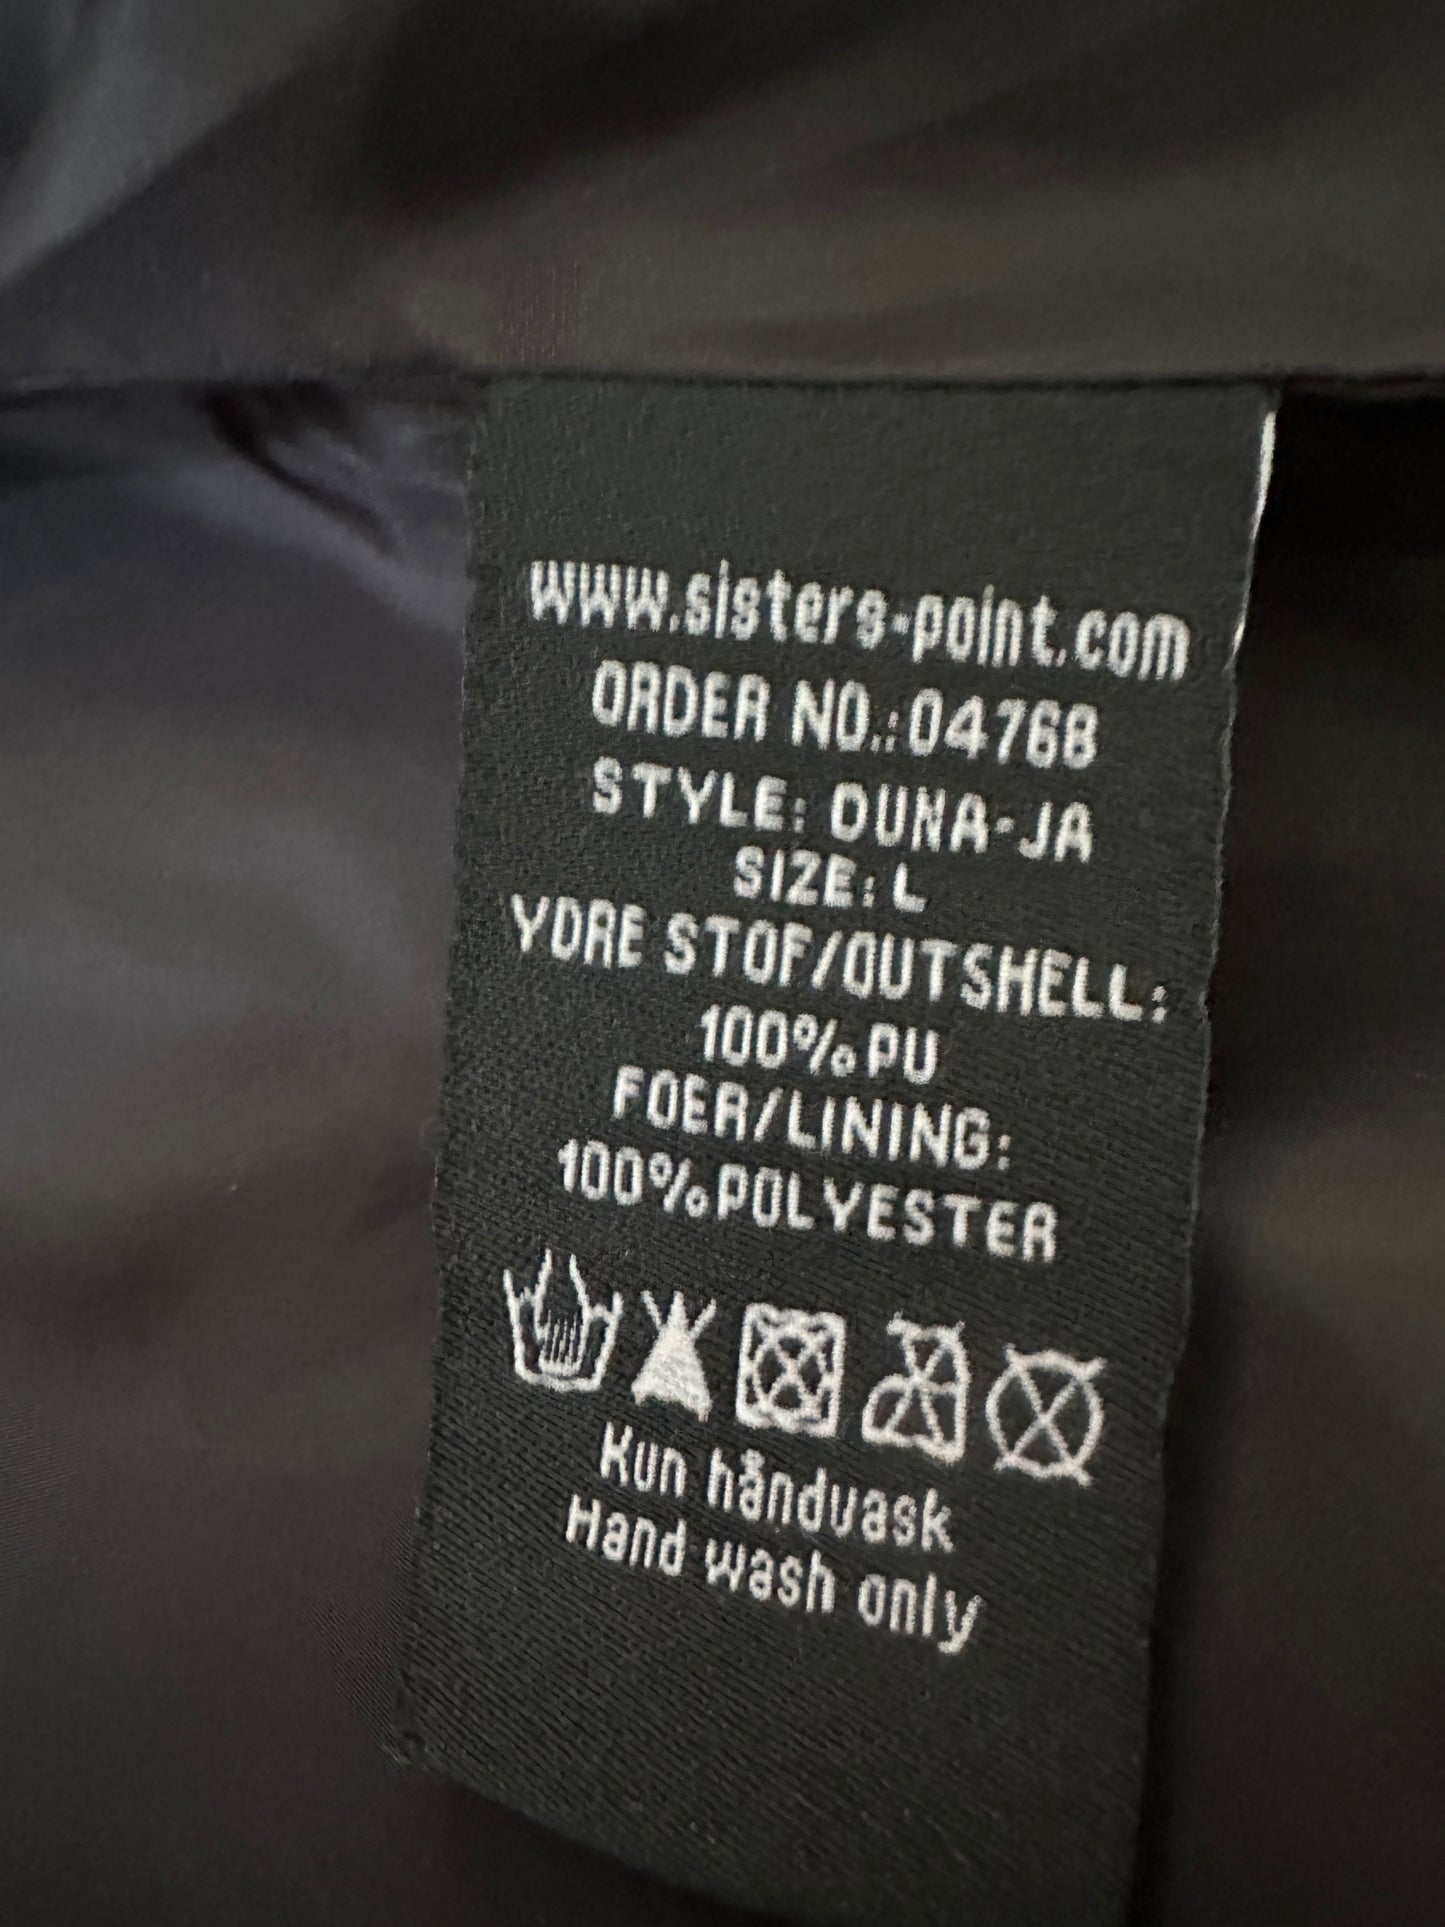 www.sisters-point.com
ORDER NO.:04768
STYLE: OUNA-JA
SIZE: L
YDRE STOF/OUTSHELL:
100% PU
FOER/LINING:
100% POLYESTER
Kun håndvask
Hand wash only